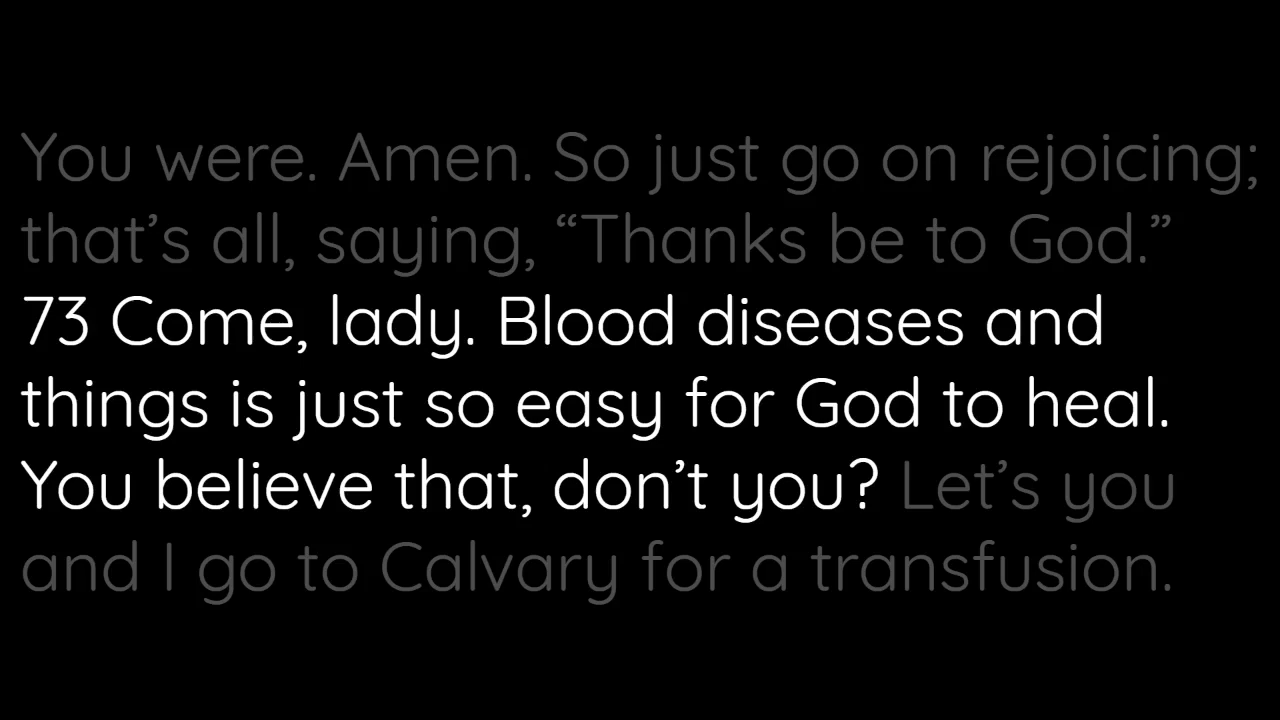 You were. Amen. So just go on rejoicing;
that’s all, saying, “Thanks be to God.”
73 Come, lady. Blood diseases and
things is just so easy for God to heal.
You believe that, don’t you? Let’s you
and I go to Calvary for a transfusion.